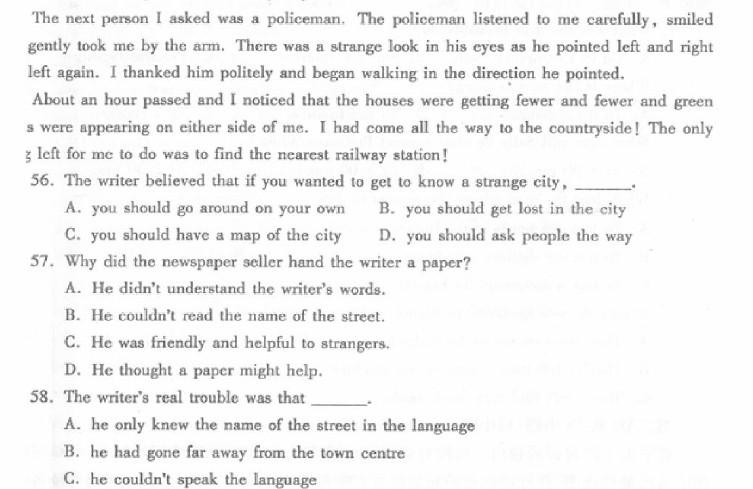 The next person I asked was a policeman. The policeman listened to me carefully, smiled
gently took me by the arm. There was a strange look in his eyes as he pointed left and right
left again. I thanked him politely and began walking in the direction he pointed.
About an hour passed and I noticed that the houses were getting fewer and fewer and green
s were appearing on either side of me. I had come all the way to the countryside! The only
g left for me to do was to find the nearest railway station!
56. The writer believed that if you wanted to get to know a strange city, ______.
A. you should go around on your own B. you should get lost in the city
C. you should have a map of the city D. you should ask people the way
57. Why did the newspaper seller hand the writer a paper?
A. He didn't understand the writer's words.
B. He couldn't read the name of the street.
C. He was friendly and helpful to strangers.
D. He thought a paper might help.
58. The writer's real trouble was that ______.
A. he only knew the name of the street in the language
B. he had gone far away from the town centre
C. he couldn't speak the language